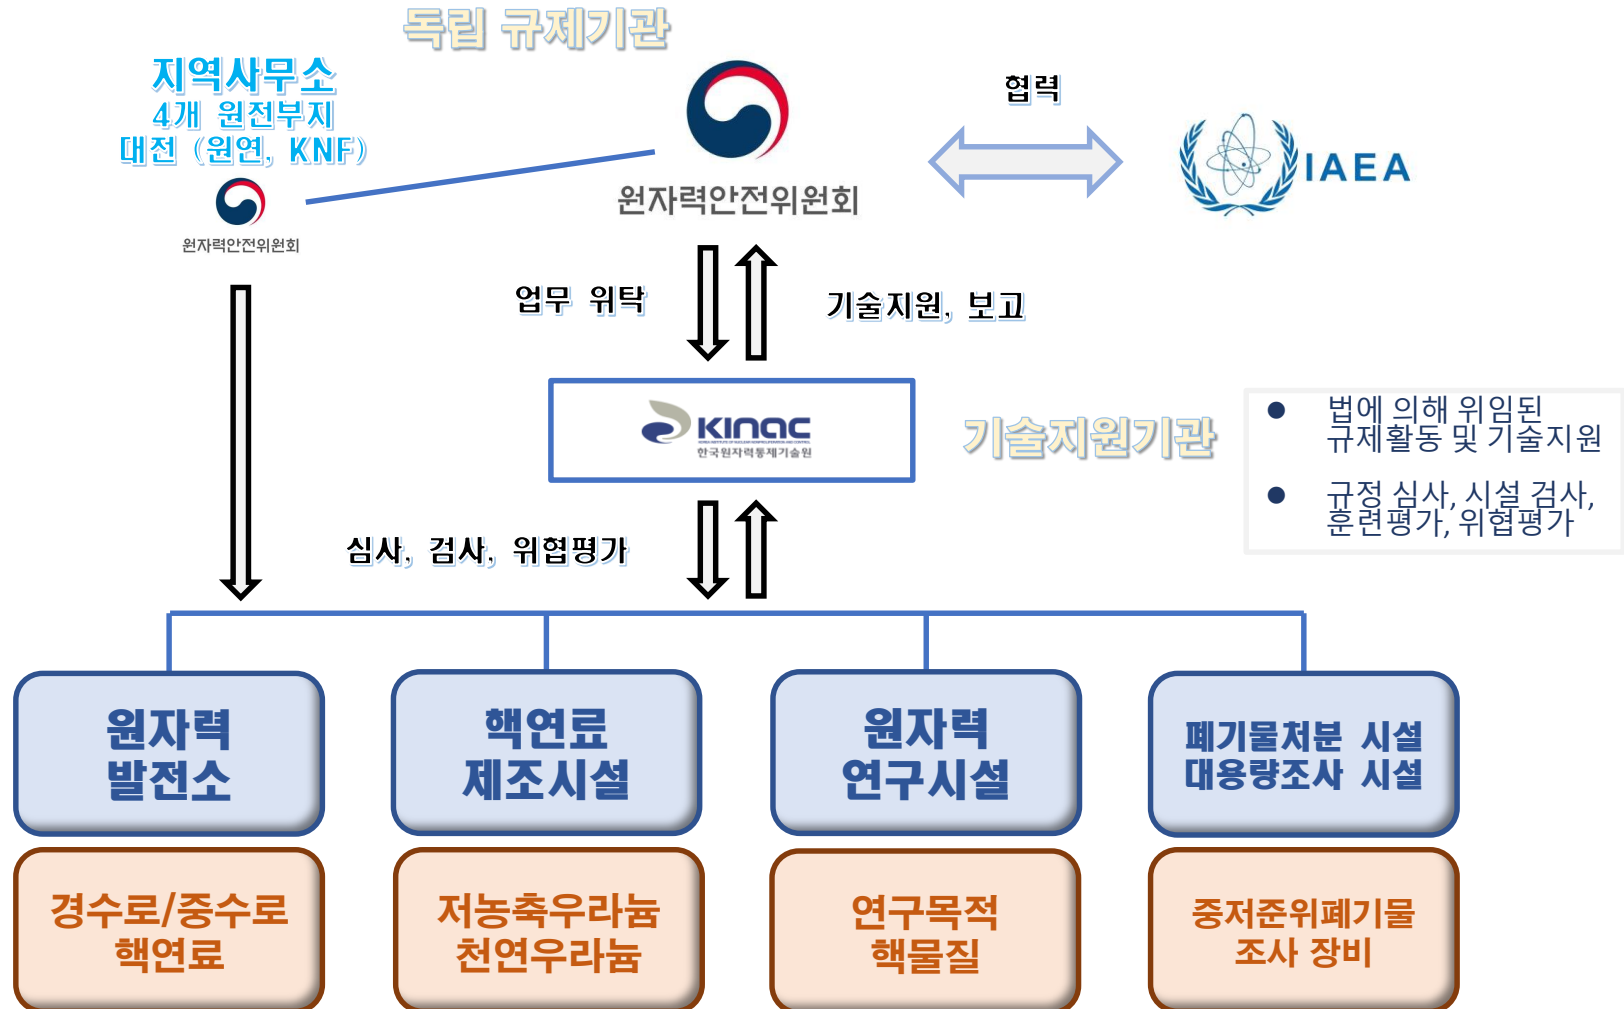 독립 규제기관
지역사무소
4개 원전부지
대전 (원연, KNF)
원자력안전위원회
원자력안전위원회
협력
IAEA
업무 위탁
기술지원, 보고
KINAC
한국원자력통제기술원
기술지원기관
● 법에 의해 위임된
규제활동 및 기술지원
● 규정 심사, 시설 검사,
훈련평가, 위협평가
심사, 검사, 위협평가
원자력
발전소
핵연료
제조시설
원자력
연구시설
폐기물처분 시설
대용량조사 시설
경수로/중수로
핵연료
저농축우라늄
천연우라늄
연구목적
핵물질
중저준위폐기물
조사 장비